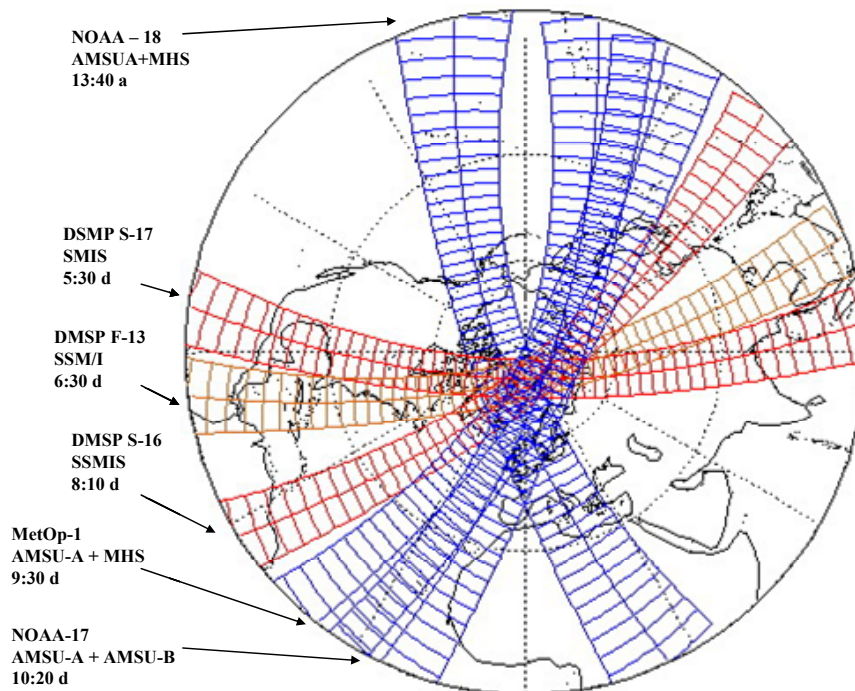 NOAA – 18
AMSUA+MHS
13:40 a
DSMP S-17
SMIS
5:30 d
DMSP F-13
SSM/I
6:30 d
DMSP S-16
SSMIS
8:10 d
MetOp-1
AMSU-A + MHS
9:30 d
NOAA-17
AMSU-A + AMSU-B
10:20 d